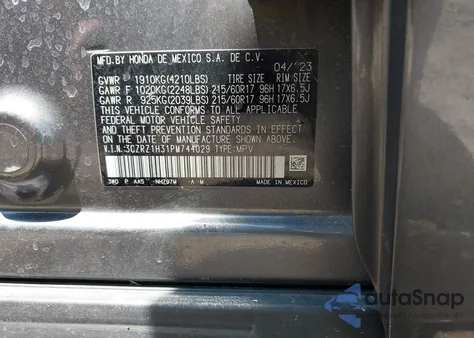 MFD.BY HONDA DE MEXICO S.A. DE C.V.
04/'23
GVWR 1910KG(4210LBS) TIRE SIZE RIM SIZE
GAWR F 1020KG(2248LBS) 215/60R17 96H 17X6.5J
GAWR R 925KG(2039LBS) 215/60R17 96H 17X6.5J
THIS VEHICLE CONFORMS TO ALL APPLICABLE
FEDERAL MOTOR VEHICLE SAFETY AND
THEFT PREVENTION STANDARDS IN EFFECT ON
THE DATE OF MANUFACTURE SHOWN ABOVE.
V.I.N:3CZRZ1H31PM744029 TYPE:MPV
3W0 P AA5 -NHZ97M -A-M MADE IN MEXICO
autoSnap